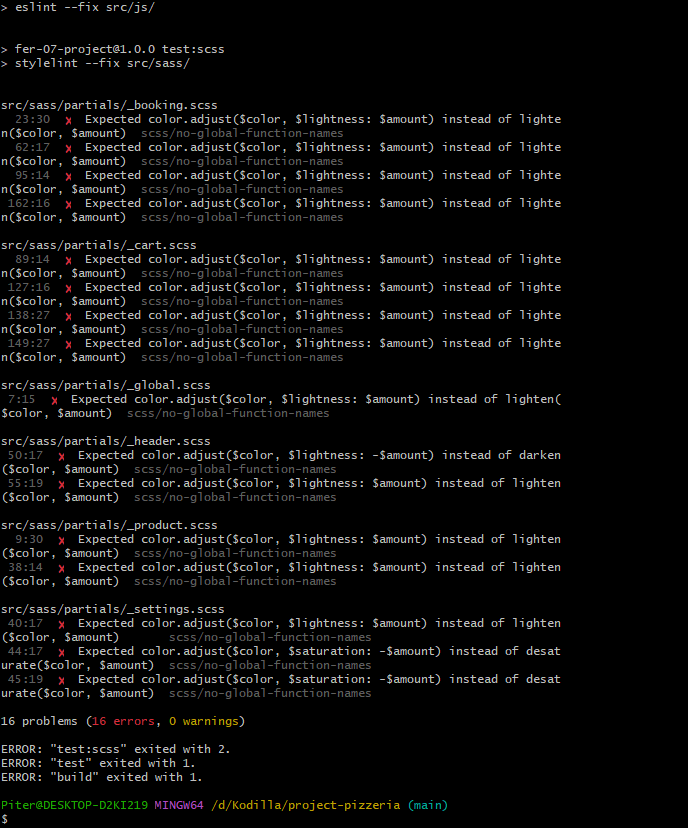 > eslint --fix src/js/
> fer-07-project@1.0.0 test:scss
> stylelint --fix src/sass/
src/sass/partials/_booking.scss
23:30 ✘ Expected color.adjust($color, $lightness: $amount) instead of lighte
n($color, $amount) scss/no-global-function-names
62:17 ✘ Expected color.adjust($color, $lightness: $amount) instead of lighte
n($color, $amount) scss/no-global-function-names
95:14 ✘ Expected color.adjust($color, $lightness: $amount) instead of lighte
n($color, $amount) scss/no-global-function-names
162:16 ✘ Expected color.adjust($color, $lightness: $amount) instead of lighte
n($color, $amount) scss/no-global-function-names
src/sass/partials/_cart.scss
89:14 ✘ Expected color.adjust($color, $lightness: $amount) instead of lighte
n($color, $amount) scss/no-global-function-names
127:16 ✘ Expected color.adjust($color, $lightness: $amount) instead of lighte
n($color, $amount) scss/no-global-function-names
138:27 ✘ Expected color.adjust($color, $lightness: $amount) instead of lighte
n($color, $amount) scss/no-global-function-names
149:27 ✘ Expected color.adjust($color, $lightness: $amount) instead of lighte
n($color, $amount) scss/no-global-function-names
src/sass/partials/_global.scss
7:15 ✘ Expected color.adjust($color, $lightness: $amount) instead of lighten(
$color, $amount) scss/no-global-function-names
src/sass/partials/_header.scss
50:17 ✘ Expected color.adjust($color, $lightness: -$amount) instead of darken
($color, $amount) scss/no-global-function-names
55:19 ✘ Expected color.adjust($color, $lightness: $amount) instead of lighten
($color, $amount) scss/no-global-function-names
src/sass/partials/_product.scss
9:30 ✘ Expected color.adjust($color, $lightness: $amount) instead of lighten
($color, $amount) scss/no-global-function-names
38:14 ✘ Expected color.adjust($color, $lightness: $amount) instead of lighten
($color, $amount) scss/no-global-function-names
src/sass/partials/_settings.scss
40:17 ✘ Expected color.adjust($color, $lightness: $amount) instead of lighten
($color, $amount) scss/no-global-function-names
44:17 ✘ Expected color.adjust($color, $saturation: -$amount) instead of desat
urate($color, $amount) scss/no-global-function-names
45:19 ✘ Expected color.adjust($color, $saturation: -$amount) instead of desat
urate($color, $amount) scss/no-global-function-names
16 problems (16 errors, 0 warnings)
ERROR: "test:scss" exited with 2.
ERROR: "test" exited with 1.
ERROR: "build" exited with 1.
Piter@DESKTOP-D2KI219 MINGW64 /d/Kodilla/project-pizzeria (main)
$